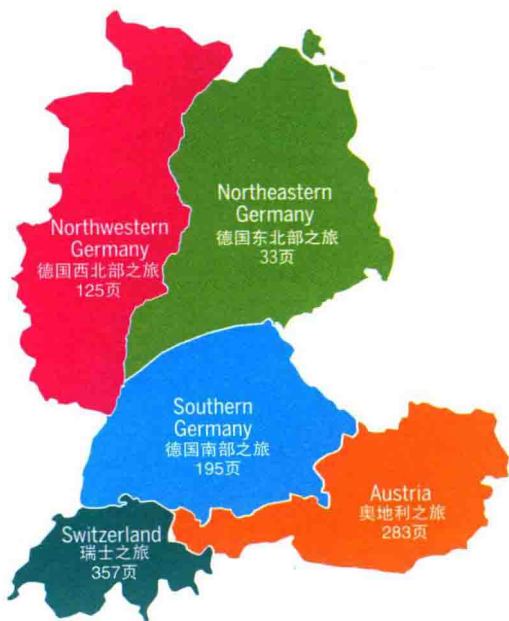 Northeastern
Germany
德国东北部之旅
33页
Northwestern
Germany
德国西北部之旅
125页
Southern
Germany
德国南部之旅
195页
Austria
奥地利之旅
283页
Switzerland
瑞士之旅
357页